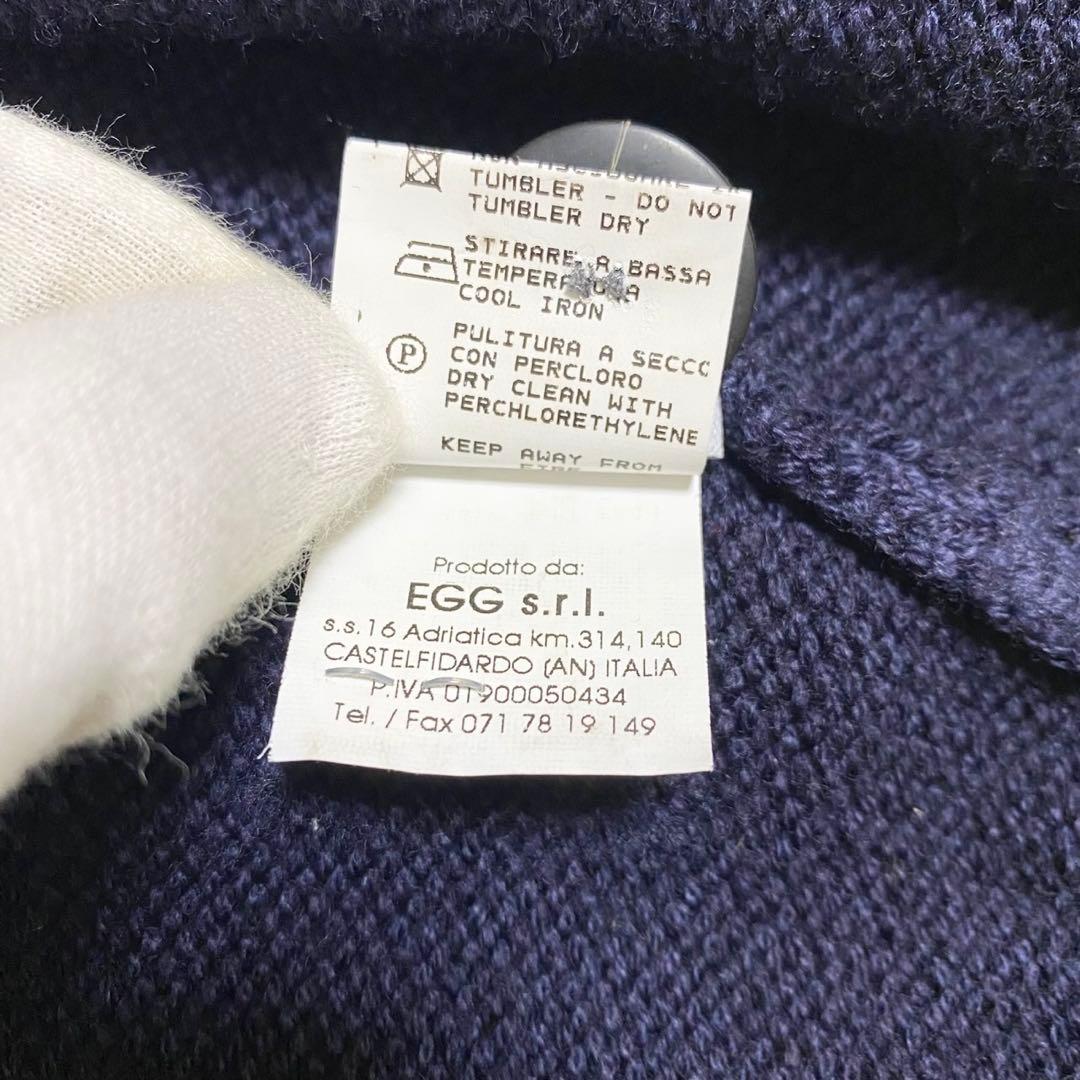 TUMBLER - DO NOT
TUMBLER DRY
STIRARE A BASSA
TEMPERATURA
COOL IRON
P
PULITURA A SECCO
CON PERCLORO
DRY CLEAN WITH
PERCHLORETHYLENE
KEEP AWAY FROM
FIRE
Prodotto da:
EGG s.r.l.
s.s.16 Adriatica km.314,140
CASTELFIDARDO (AN) ITALIA
P.IVA 01900050434
Tel. / Fax 071 78 19 149